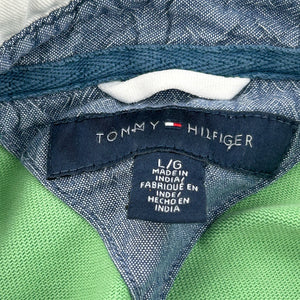 TOMMY HILFIGER
L/G
MADE IN
INDIA/
FABRIQUÉ EN
INDE/
HECHO EN
INDIA